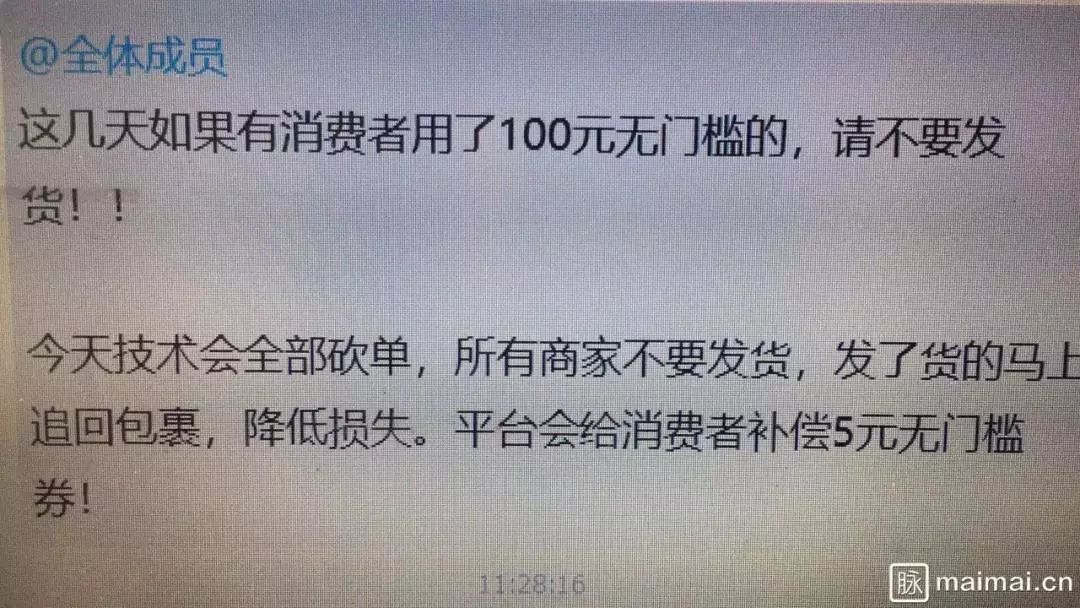 @全体成员
这几天如果有消费者用了100元无门槛的，请不要发
货！！
今天技术会全部砍单，所有商家不要发货，发了货的马上
追回包裹，降低损失。平台会给消费者补偿5元无门槛
券！
11:28:16
脉 maimai.cn